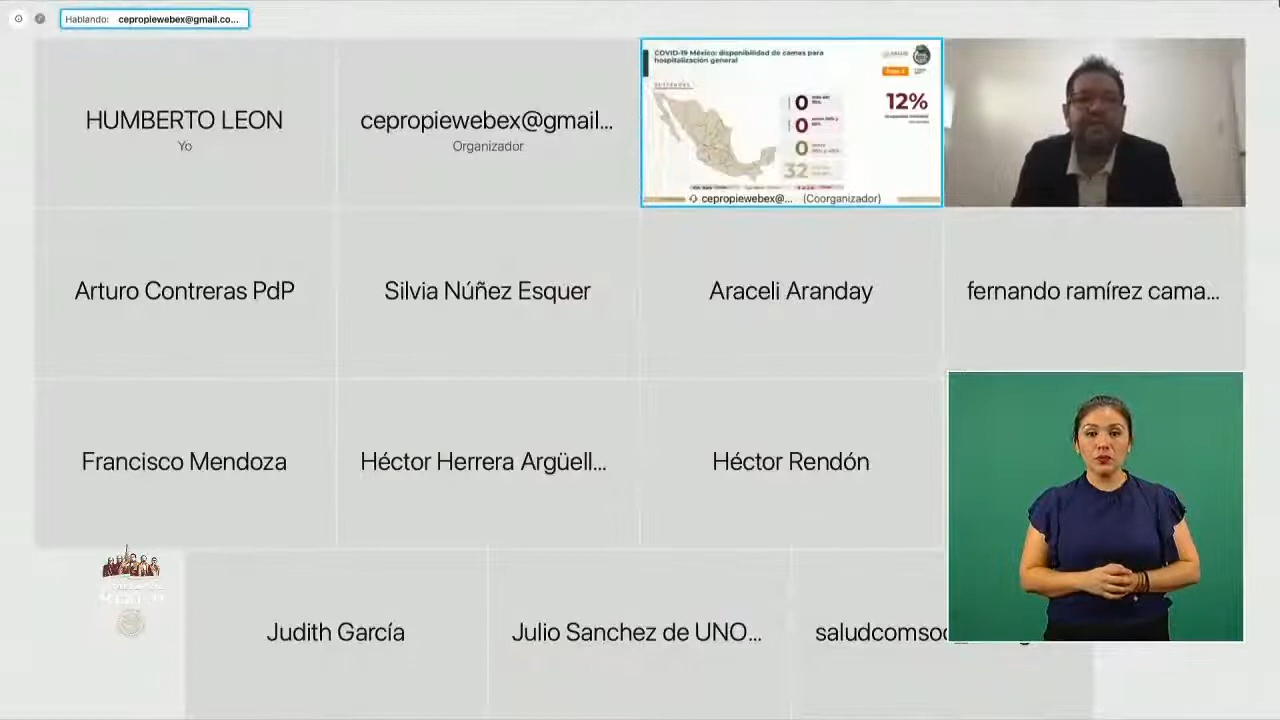 Hablando: cepropiewebex@gmail.co...
HUMBERTO LEON
Yo
cepropiewebex@gmail...
Organizador
COVID-19 México: disponibilidad de camas para
hospitalización general
SALUD
12%
0
0
0
32
cepropiewebex@... (Coorganizador)
Arturo Contreras PdP
Silvia Núñez Esquer
Araceli Aranday
fernando ramírez cama...
Francisco Mendoza
Héctor Herrera Argüell...
Héctor Rendón
MÉXICO
Judith García
Julio Sanchez de UNO...
saludcomsoc